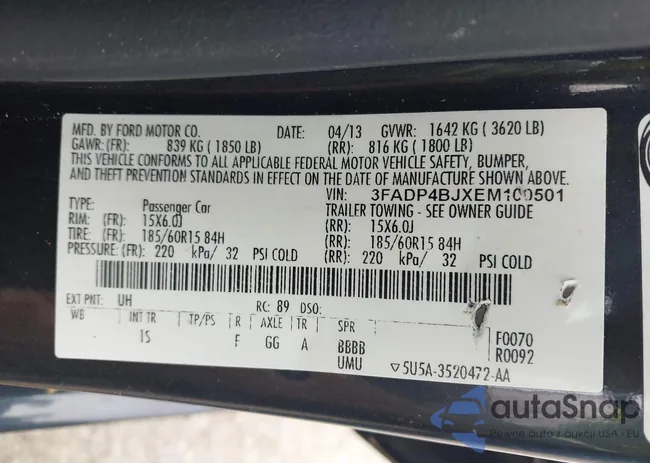 MFD. BY FORD MOTOR CO. DATE: 04/13 GVWR: 1642 KG ( 3620 LB)
GAWR: (FR): 839 KG ( 1850 LB) (RR): 816 KG ( 1800 LB)
THIS VEHICLE CONFORMS TO ALL APPLICABLE FEDERAL MOTOR VEHICLE SAFETY, BUMPER,
AND THEFT PREVENTION STANDARDS IN EFFECT ON THE DATE OF MANUFACTURE SHOWN ABOVE.
VIN: 3FADP4BJXEM100501
TYPE: Passenger Car TRAILER TOWING - SEE OWNER GUIDE
RIM: (FR): 15X6.0J (RR): 15X6.0J
TIRE: (FR): 185/60R15 84H (RR): 185/60R15 84H
PRESSURE: (FR): 220 kPa/ 32 PSI COLD (RR): 220 kPa/ 32 PSI COLD
EXT PNT: UH RC: 89 DSO:
WB INT TR TP/PS R AXLE TR SPR F0070
1S F GG A BBBB R0092
UMU ▽5U5A-3520472-AA
autaSnap
Pewne auto z aukcji USA i EU